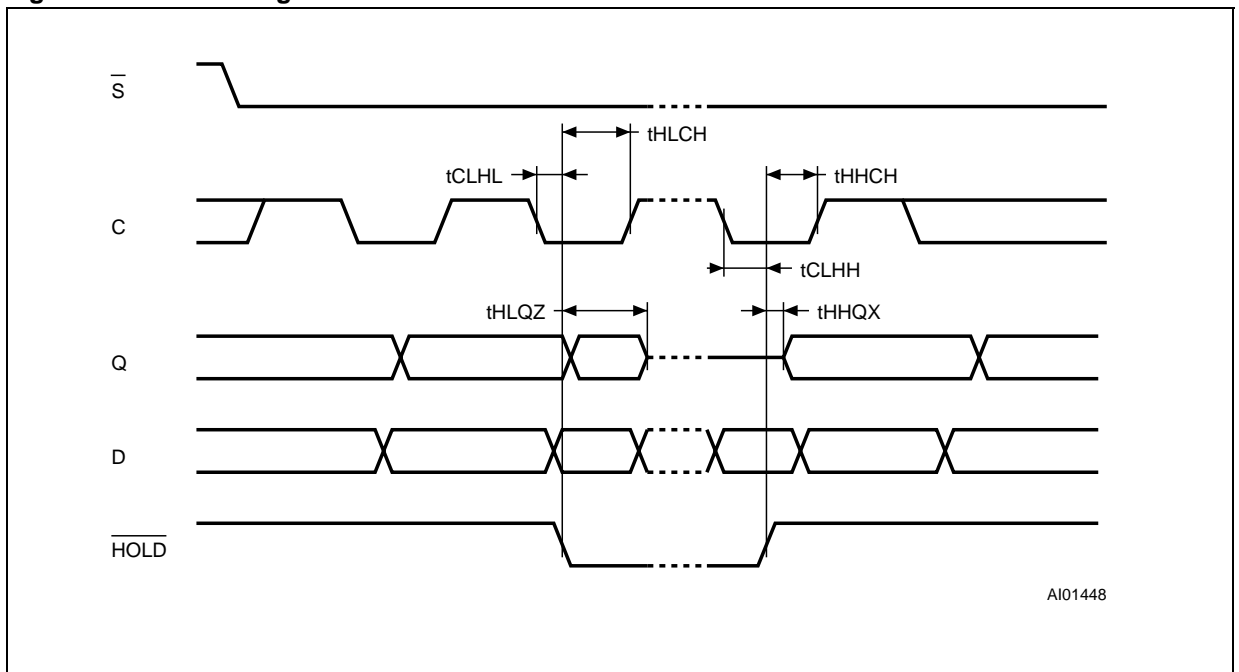 S
tHLCH
tCLHL
tHHCH
C
tCLHH
tHLQZ
tHHQX
Q
D
HOLD
AI01448